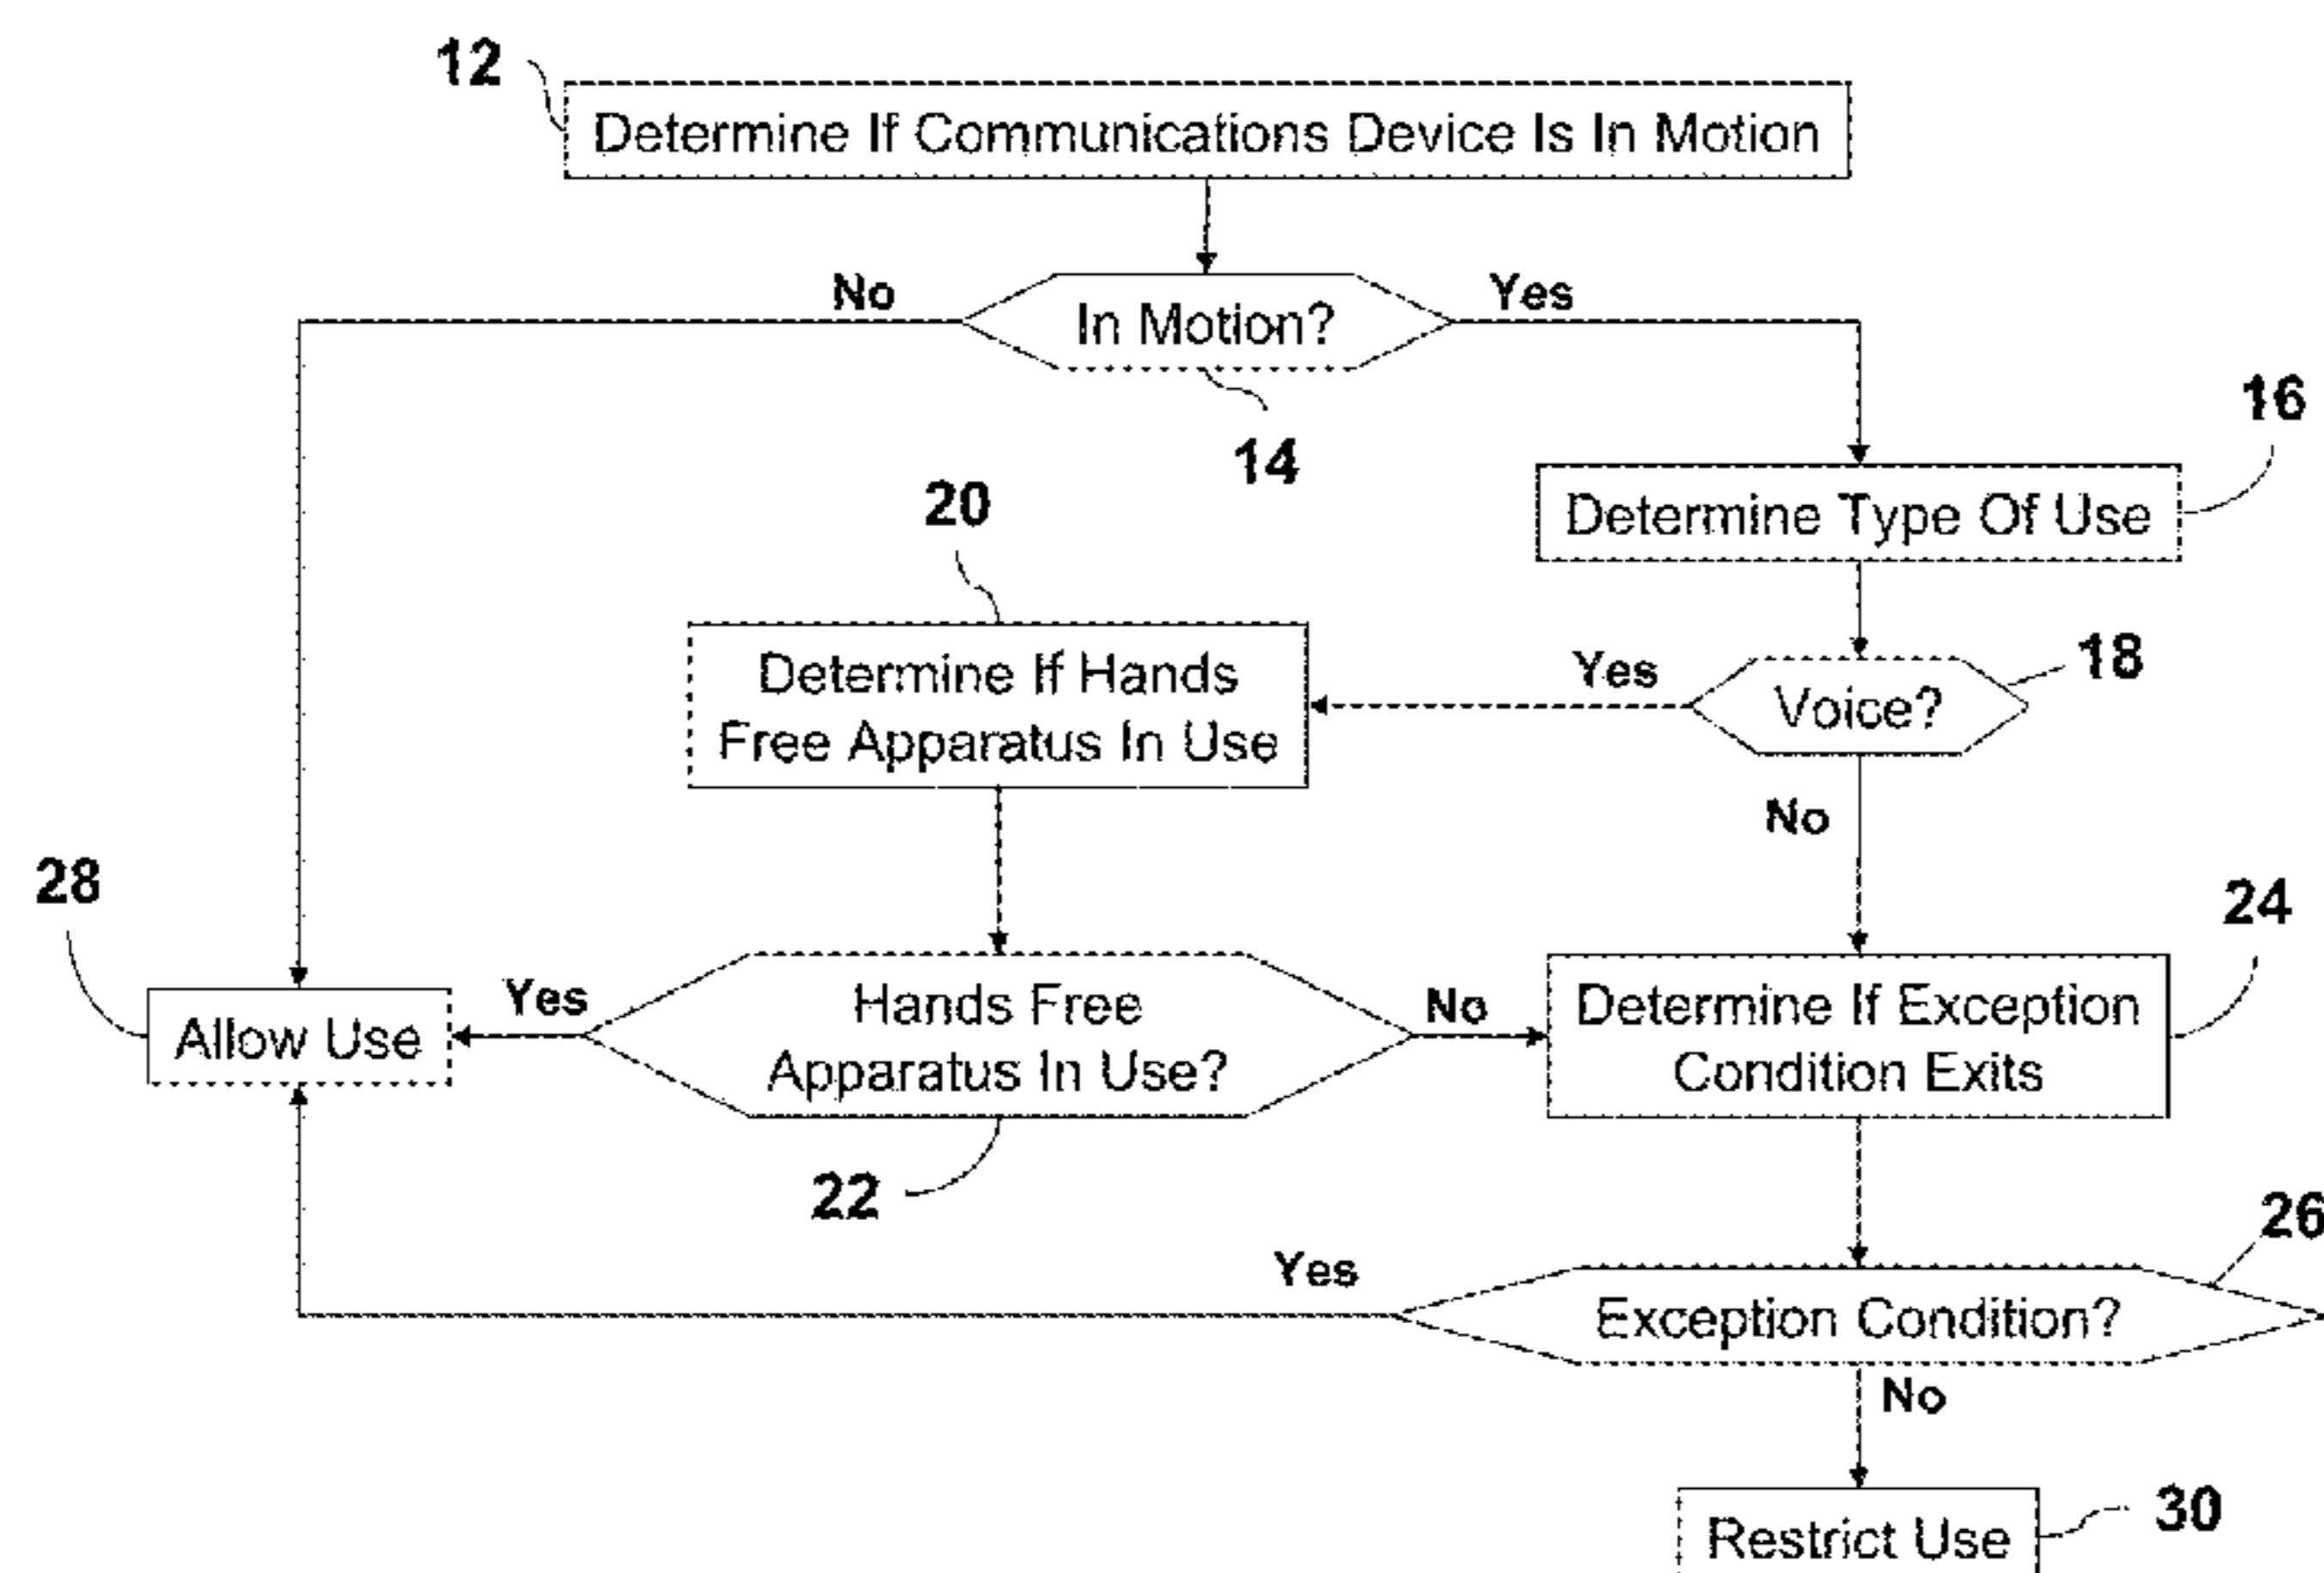 12
Determine If Communications Device Is In Motion
No
In Motion?
Yes
14
16
Determine Type Of Use
20
Determine If Hands
Free Apparatus In Use
Yes
Voice?
18
No
28
Allow Use
Yes
Hands Free
Apparatus In Use?
No
22
Determine If Exception
Condition Exits
24
Yes
Exception Condition?
26
No
Restrict Use
30